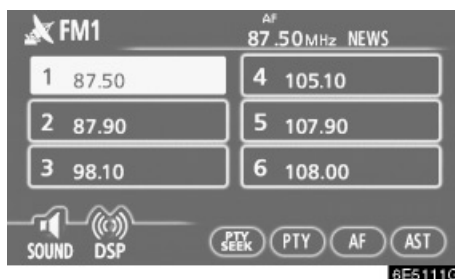 FM1
AF
87.50MHz NEWS
1 87.50
4 105.10
2 87.90
5 107.90
3 98.10
6 108.00
SOUND DSP
PTY SEEK PTY AF AST
6E5111G